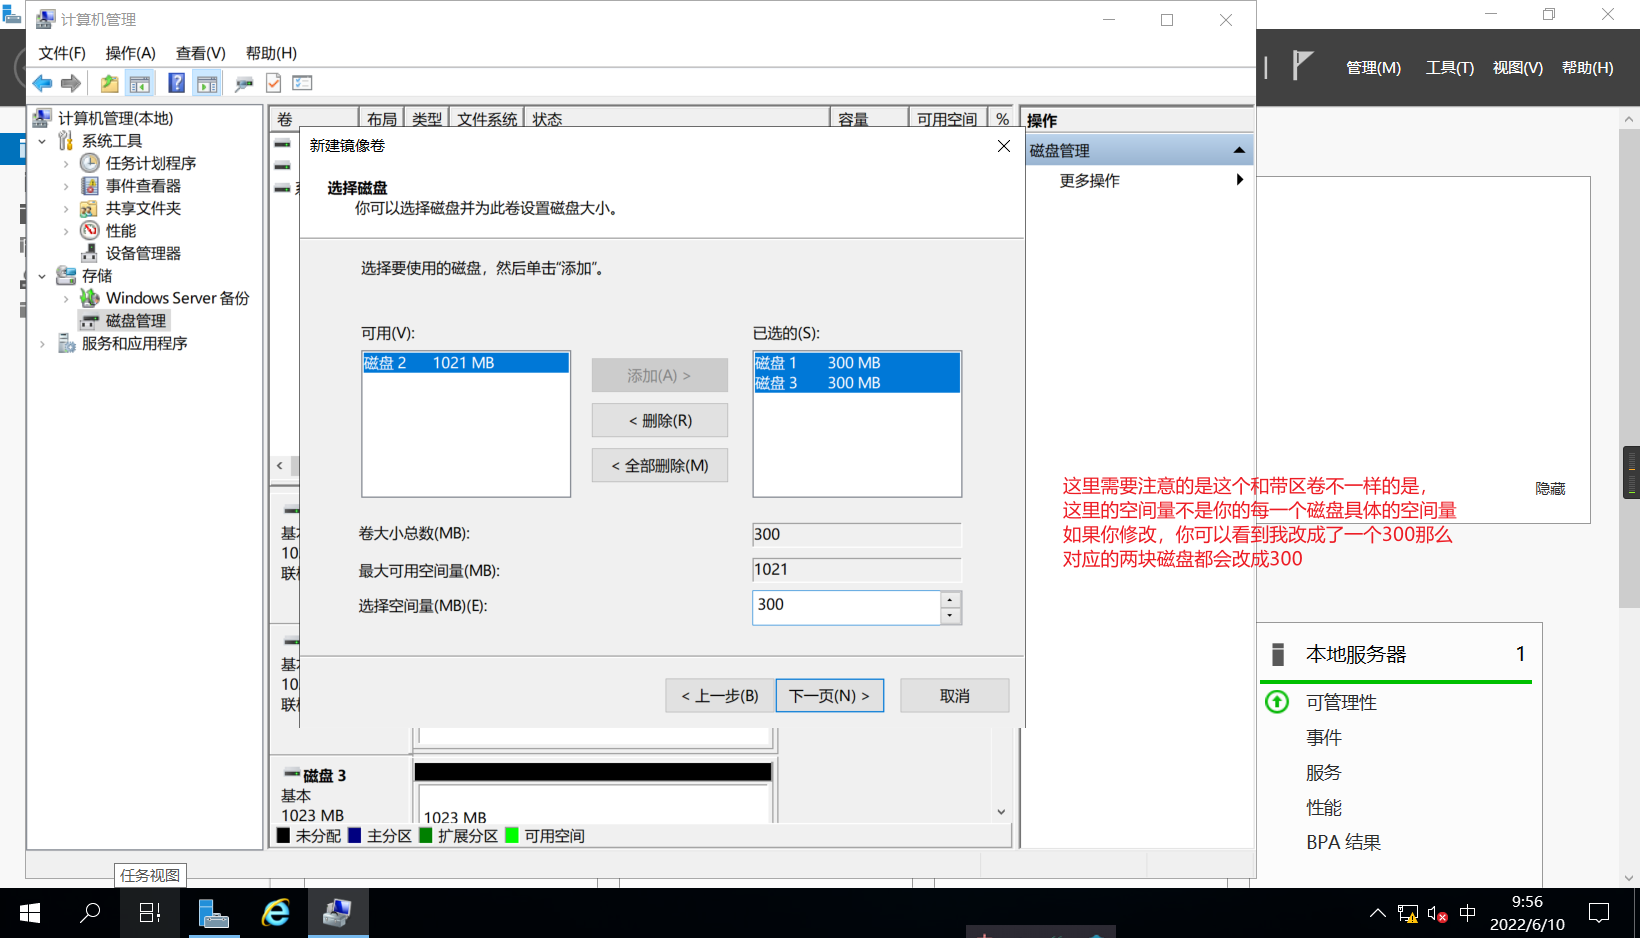 计算机管理
文件(F) 操作(A) 查看(V) 帮助(H)
管理(M) 工具(T) 视图(V) 帮助(H)
计算机管理(本地)
系统工具
任务计划程序
事件查看器
共享文件夹
性能
设备管理器
存储
Windows Server 备份
磁盘管理
服务和应用程序
卷 布局 类型 文件系统 状态 容量 可用空间 %
操作
磁盘管理
更多操作
新建镜像卷
选择磁盘
你可以选择磁盘并为此卷设置磁盘大小。
选择要使用的磁盘，然后单击“添加”。
可用(V):
磁盘 2 1021 MB
添加(A) >
< 删除(R)
< 全部删除(M)
已选的(S):
磁盘 1 300 MB
磁盘 3 300 MB
卷大小总数(MB): 300
最大可用空间量(MB): 1021
选择空间量(MB)(E): 300
< 上一步(B) 下一页(N) > 取消
这里需要注意的是这个和带区卷不一样的是，
这里的空间量不是你的每一个磁盘具体的空间量
如果你修改，你可以看到我改成了一个300那么
对应的两块磁盘都会改成300
隐藏
磁盘 3
基本
1023 MB
1023 MB
未分配 主分区 扩展分区 可用空间
本地服务器 1
可管理性
事件
服务
性能
BPA 结果
任务视图
中
9:56
2022/6/10